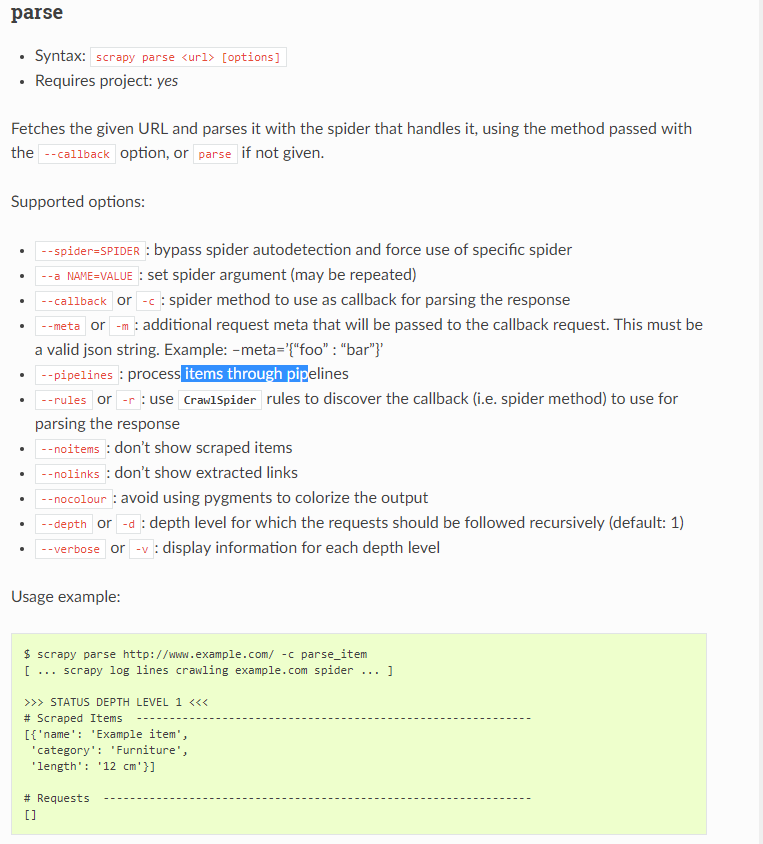 parse
• Syntax: scrapy parse <url> [options]
• Requires project: yes
Fetches the given URL and parses it with the spider that handles it, using the method passed with
the --callback option, or parse if not given.
Supported options:
• --spider=SPIDER : bypass spider autodetection and force use of specific spider
• --a NAME=VALUE : set spider argument (may be repeated)
• --callback or -c : spider method to use as callback for parsing the response
• --meta or -m : additional request meta that will be passed to the callback request. This must be
a valid json string. Example: –meta=’{“foo” : “bar”}’
• --pipelines : process items through pipelines
• --rules or -r : use CrawlSpider rules to discover the callback (i.e. spider method) to use for
parsing the response
• --noitems : don’t show scraped items
• --nolinks : don’t show extracted links
• --nocolour : avoid using pygments to colorize the output
• --depth or -d : depth level for which the requests should be followed recursively (default: 1)
• --verbose or -v : display information for each depth level
Usage example:
$ scrapy parse http://www.example.com/ -c parse_item
[ ... scrapy log lines crawling example.com spider ... ]
>>> STATUS DEPTH LEVEL 1 <<<
# Scraped Items  ------------------------------------------------------------
[{'name': 'Example item',
'category': 'Furniture',
'length': '12 cm'}]
# Requests  -----------------------------------------------------------------
[]